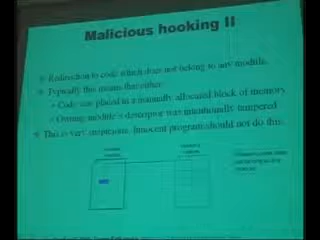 Malicious hooking II
Redirection to code which does not belong to any module.
Typically this means that either:
Code was placed in a manually allocated block of memory
Owning module's descriptor was intentionally tampered
This is very suspicious. Innocent program should not do this.